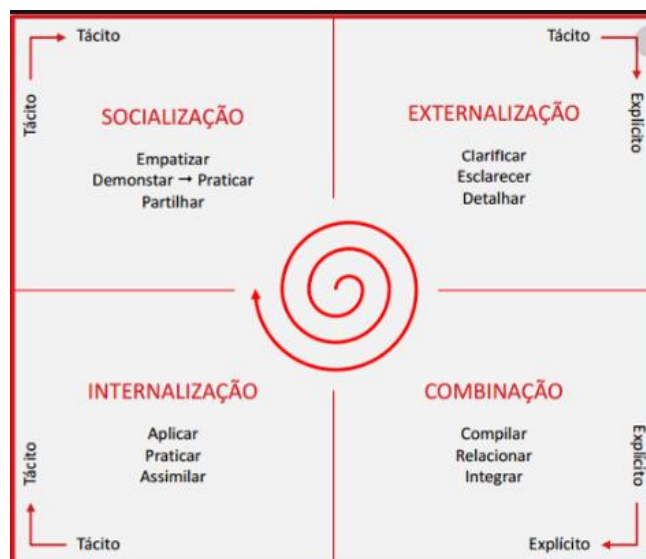 Tácito
Tácito
SOCIALIZAÇÃO
Empatizar
Demonstar → Praticar
Partilhar
Tácito
Explícito
EXTERNALIZAÇÃO
Clarificar
Esclarecer
Detalhar
INTERNALIZAÇÃO
Aplicar
Praticar
Assimilar
Tácito
Tácito
COMBINAÇÃO
Compilar
Relacionar
Integrar
Explícito
Explícito